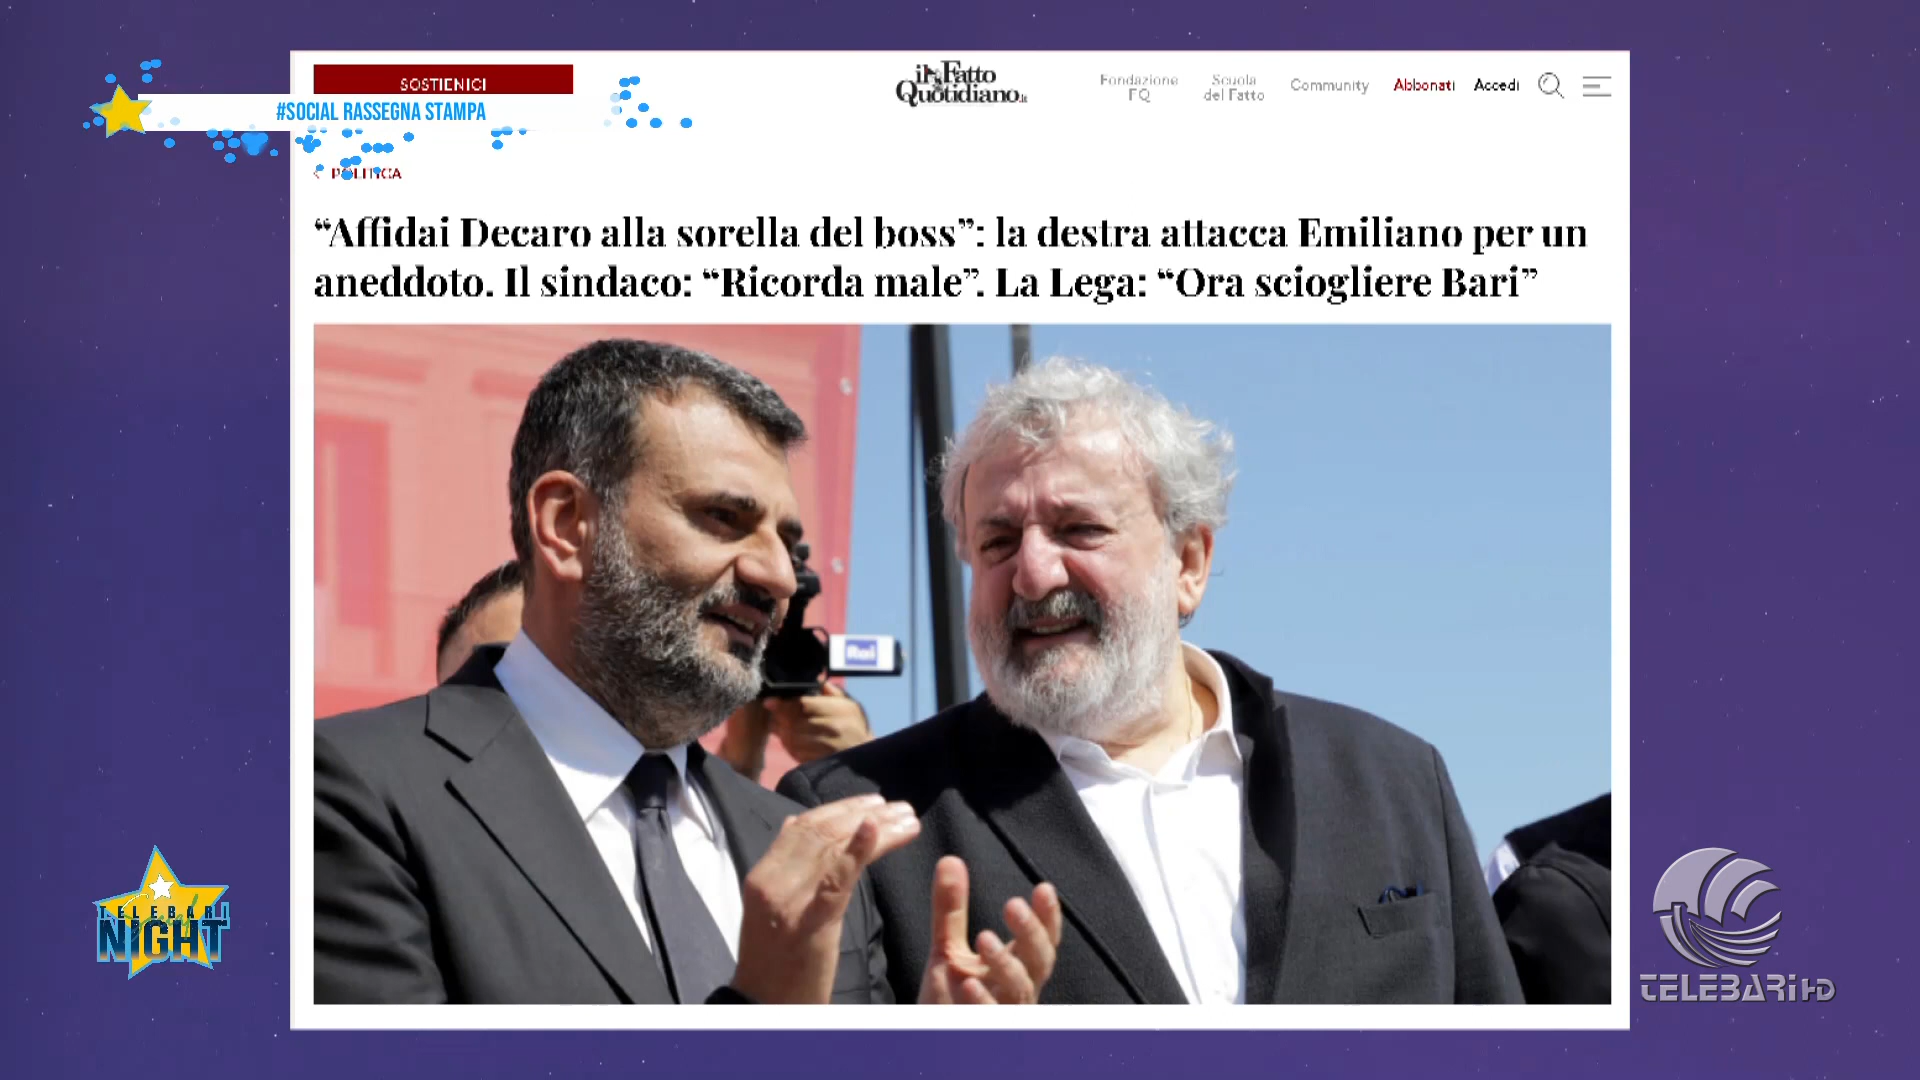 SOSTIENICI
#SOCIAL RASSEGNA STAMPA
il Fatto
Quotidiano.it
Fondazione
FQ
Scuola
del Fatto
Community
Abbonati
Accedi
< POLITICA
“Affidai Decaro alla sorella del boss”: la destra attacca Emiliano per un
aneddoto. Il sindaco: “Ricorda male”. La Lega: “Ora sciogliere Bari”
Rai
TELEBARI
NIGHT
TELEBARI HD